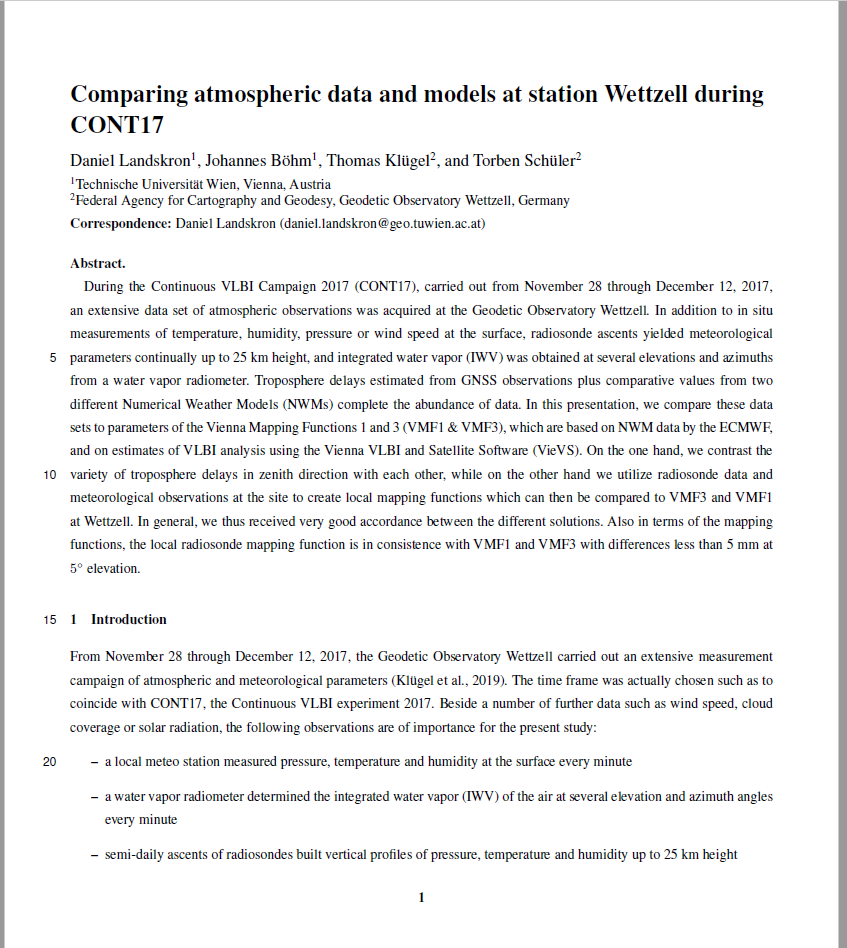 Comparing atmospheric data and models at station Wettzell during
CONT17
Daniel Landskron1, Johannes Böhm1, Thomas Klügel2, and Torben Schüler2
1Technische Universität Wien, Vienna, Austria
2Federal Agency for Cartography and Geodesy, Geodetic Observatory Wettzell, Germany
Correspondence: Daniel Landskron (daniel.landskron@geo.tuwien.ac.at)
Abstract.
During the Continuous VLBI Campaign 2017 (CONT17), carried out from November 28 through December 12, 2017,
an extensive data set of atmospheric observations was acquired at the Geodetic Observatory Wettzell. In addition to in situ
measurements of temperature, humidity, pressure or wind speed at the surface, radiosonde ascents yielded meteorological
5 parameters continually up to 25 km height, and integrated water vapor (IWV) was obtained at several elevations and azimuths
from a water vapor radiometer. Troposphere delays estimated from GNSS observations plus comparative values from two
different Numerical Weather Models (NWMs) complete the abundance of data. In this presentation, we compare these data
sets to parameters of the Vienna Mapping Functions 1 and 3 (VMF1 & VMF3), which are based on NWM data by the ECMWF,
and on estimates of VLBI analysis using the Vienna VLBI and Satellite Software (VieVS). On the one hand, we contrast the
10 variety of troposphere delays in zenith direction with each other, while on the other hand we utilize radiosonde data and
meteorological observations at the site to create local mapping functions which can then be compared to VMF3 and VMF1
at Wettzell. In general, we thus received very good accordance between the different solutions. Also in terms of the mapping
functions, the local radiosonde mapping function is in consistence with VMF1 and VMF3 with differences less than 5 mm at
5° elevation.
15 1 Introduction
From November 28 through December 12, 2017, the Geodetic Observatory Wettzell carried out an extensive measurement
campaign of atmospheric and meteorological parameters (Klügel et al., 2019). The time frame was actually chosen such as to
coincide with CONT17, the Continuous VLBI experiment 2017. Beside a number of further data such as wind speed, cloud
coverage or solar radiation, the following observations are of importance for the present study:
20 – a local meteo station measured pressure, temperature and humidity at the surface every minute
– a water vapor radiometer determined the integrated water vapor (IWV) of the air at several elevation and azimuth angles
every minute
– semi-daily ascents of radiosondes built vertical profiles of pressure, temperature and humidity up to 25 km height
1